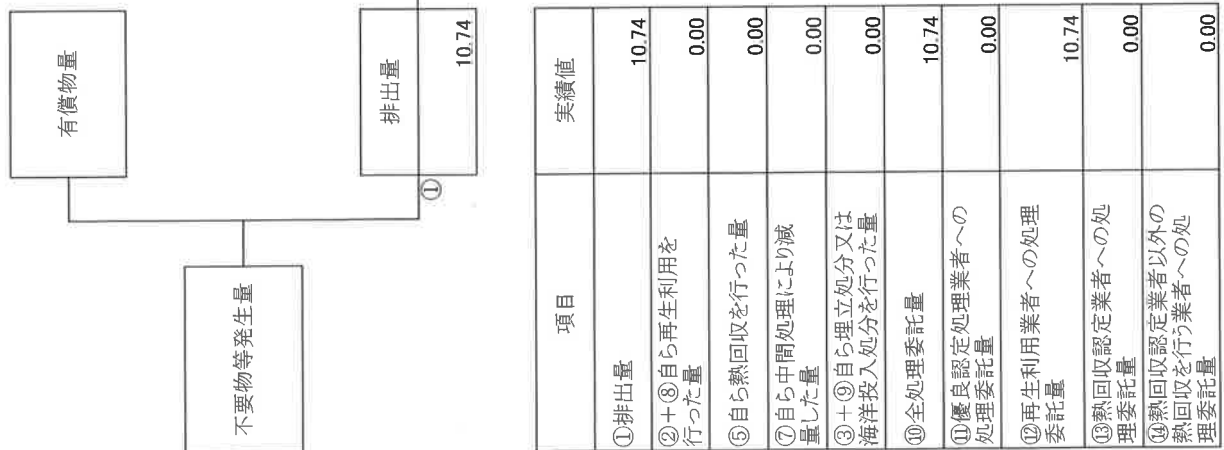 有償物量
不要物等発生量
排出量
①
10.74
項目
実績値
①排出量
10.74
②+⑧自ら再生利用を
行った量
0.00
⑤自ら熱回収を行った量
0.00
⑦自ら中間処理により減
量した量
0.00
③+⑨自ら埋立処分又は
海洋投入処分を行った量
0.00
⑩全処理委託量
10.74
⑪優良認定処理業者への
処理委託量
0.00
⑫再生利用業者への処理
委託量
10.74
⑬熱回収認定業者への処
理委託量
0.00
⑭熱回収認定業者以外の
熱回収を行う業者への処
理委託量
0.00